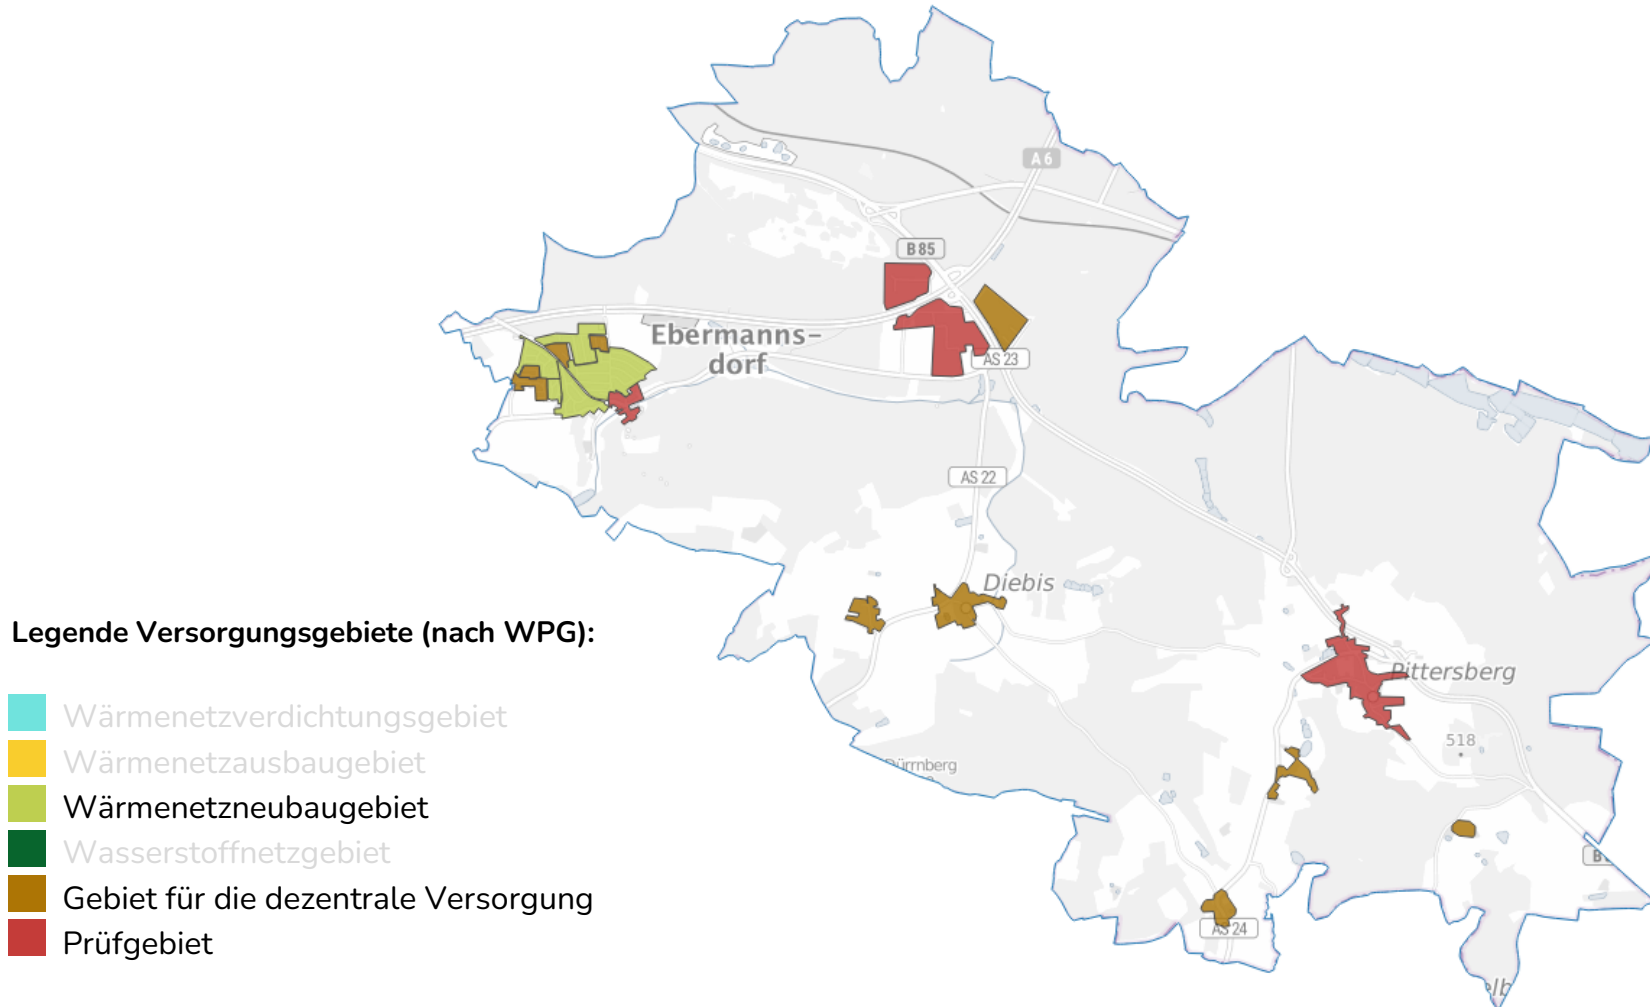 A 6
B 85
Ebermanns-
dorf
AS 23
AS 22
Diebis
Legende Versorgungsgebiete (nach WPG):
Pittersberg
Wärmenetzverdichtungsgebiet
518
Wärmenetzausbaugebiet
Dürrnberg
Wärmenetzneubaugebiet
Wasserstoffnetzgebiet
Gebiet für die dezentrale Versorgung
AS 24
Prüfgebiet